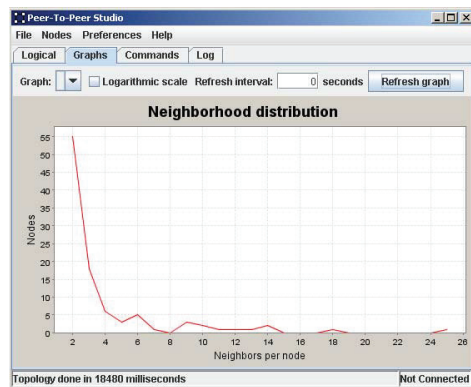 Peer-To-Peer Studio
File Nodes Preferences Help
Logical Graphs Commands Log
Graph: Logarithmic scale Refresh interval: 0 seconds Refresh graph
Neighborhood distribution
Nodes
55
50
45
40
35
30
25
20
15
10
5
0
2 4 6 8 10 12 14 16 18 20 22 24 26
Neighbors per node
Topology done in 18480 milliseconds Not Connected